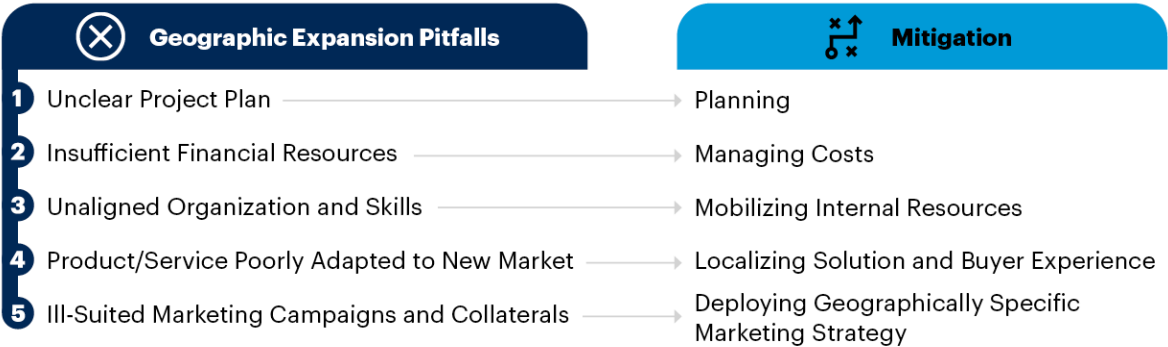 Geographic Expansion Pitfalls
Mitigation
1 Unclear Project Plan
Planning
2 Insufficient Financial Resources
Managing Costs
3 Unaligned Organization and Skills
Mobilizing Internal Resources
4 Product/Service Poorly Adapted to New Market
Localizing Solution and Buyer Experience
5 Ill-Suited Marketing Campaigns and Collaterals
Deploying Geographically Specific
Marketing Strategy